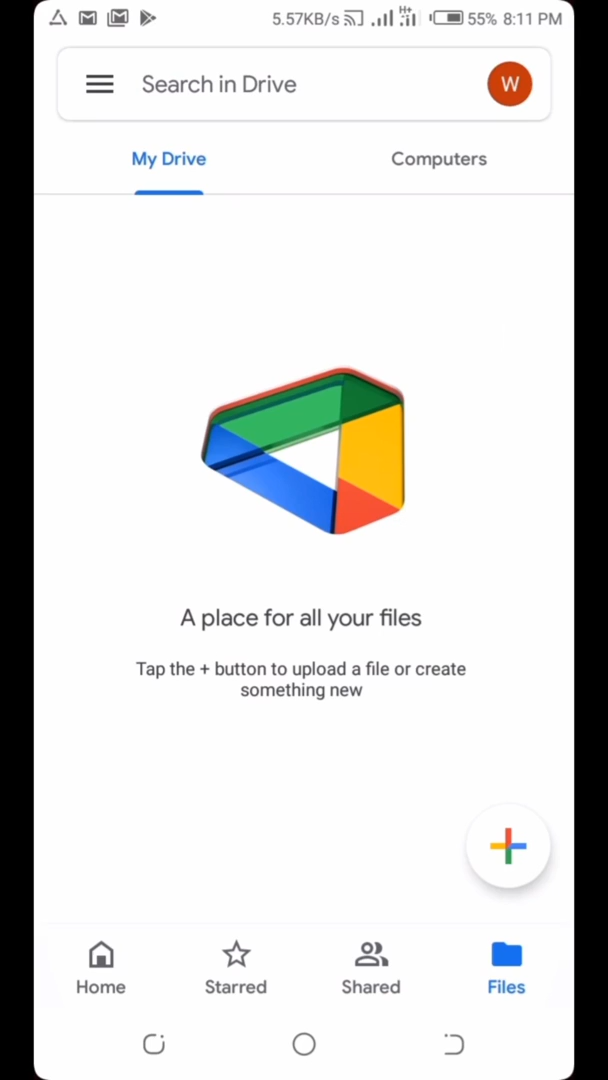 5.57KB/s H+ 55% 8:11 PM
Search in Drive W
My Drive Computers
A place for all your files
Tap the + button to upload a file or create
something new
Home Starred Shared Files